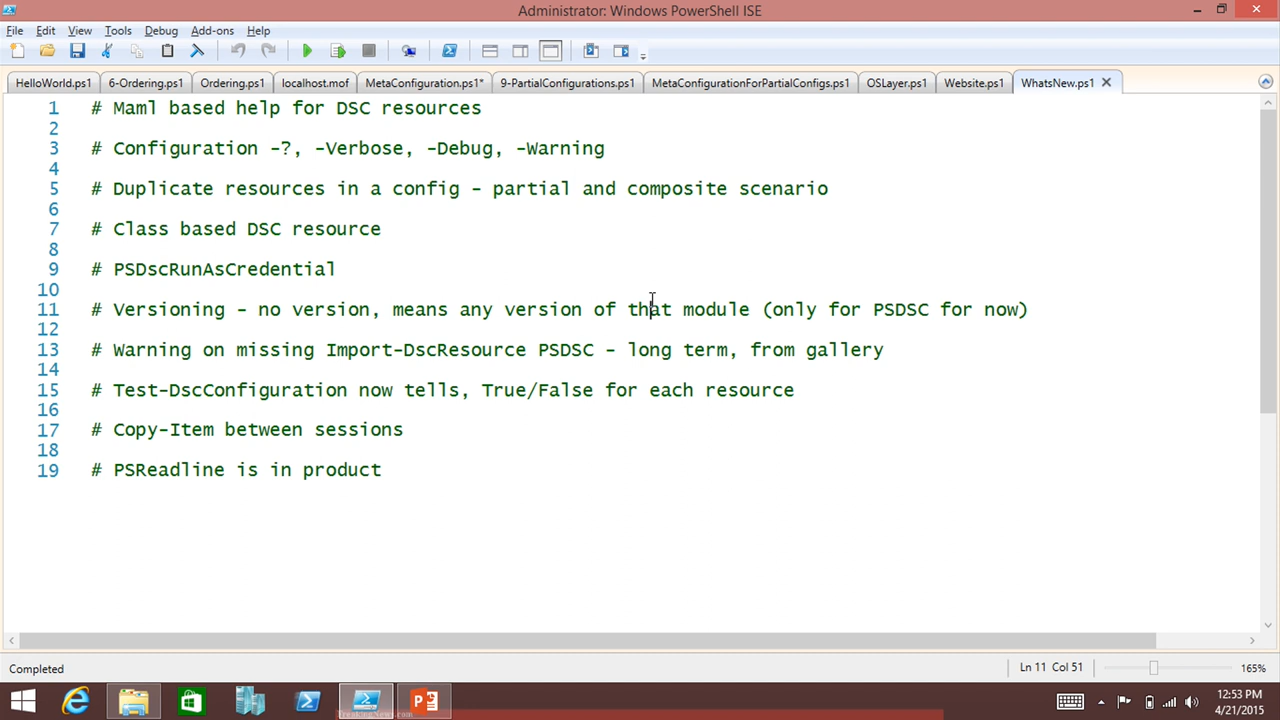 Administrator: Windows PowerShell ISE
File Edit View Tools Debug Add-ons Help
HelloWorld.ps1 6-Ordering.ps1 Ordering.ps1 localhost.mof MetaConfiguration.ps1* 9-PartialConfigurations.ps1 MetaConfigurationForPartialConfigs.ps1 OSLayer.ps1 Website.ps1 WhatsNew.ps1
1 # Maml based help for DSC resources
2
3 # Configuration -?, -Verbose, -Debug, -Warning
4
5 # Duplicate resources in a config - partial and composite scenario
6
7 # Class based DSC resource
8
9 # PSDscRunAsCredential
10
11 # Versioning - no version, means any version of that module (only for PSDSC for now)
12
13 # Warning on missing Import-DscResource PSDSC - long term, from gallery
14
15 # Test-DscConfiguration now tells, True/False for each resource
16
17 # Copy-Item between sessions
18
19 # PSReadline is in product
Completed
Ln 11 Col 51
165%
12:53 PM
4/21/2015